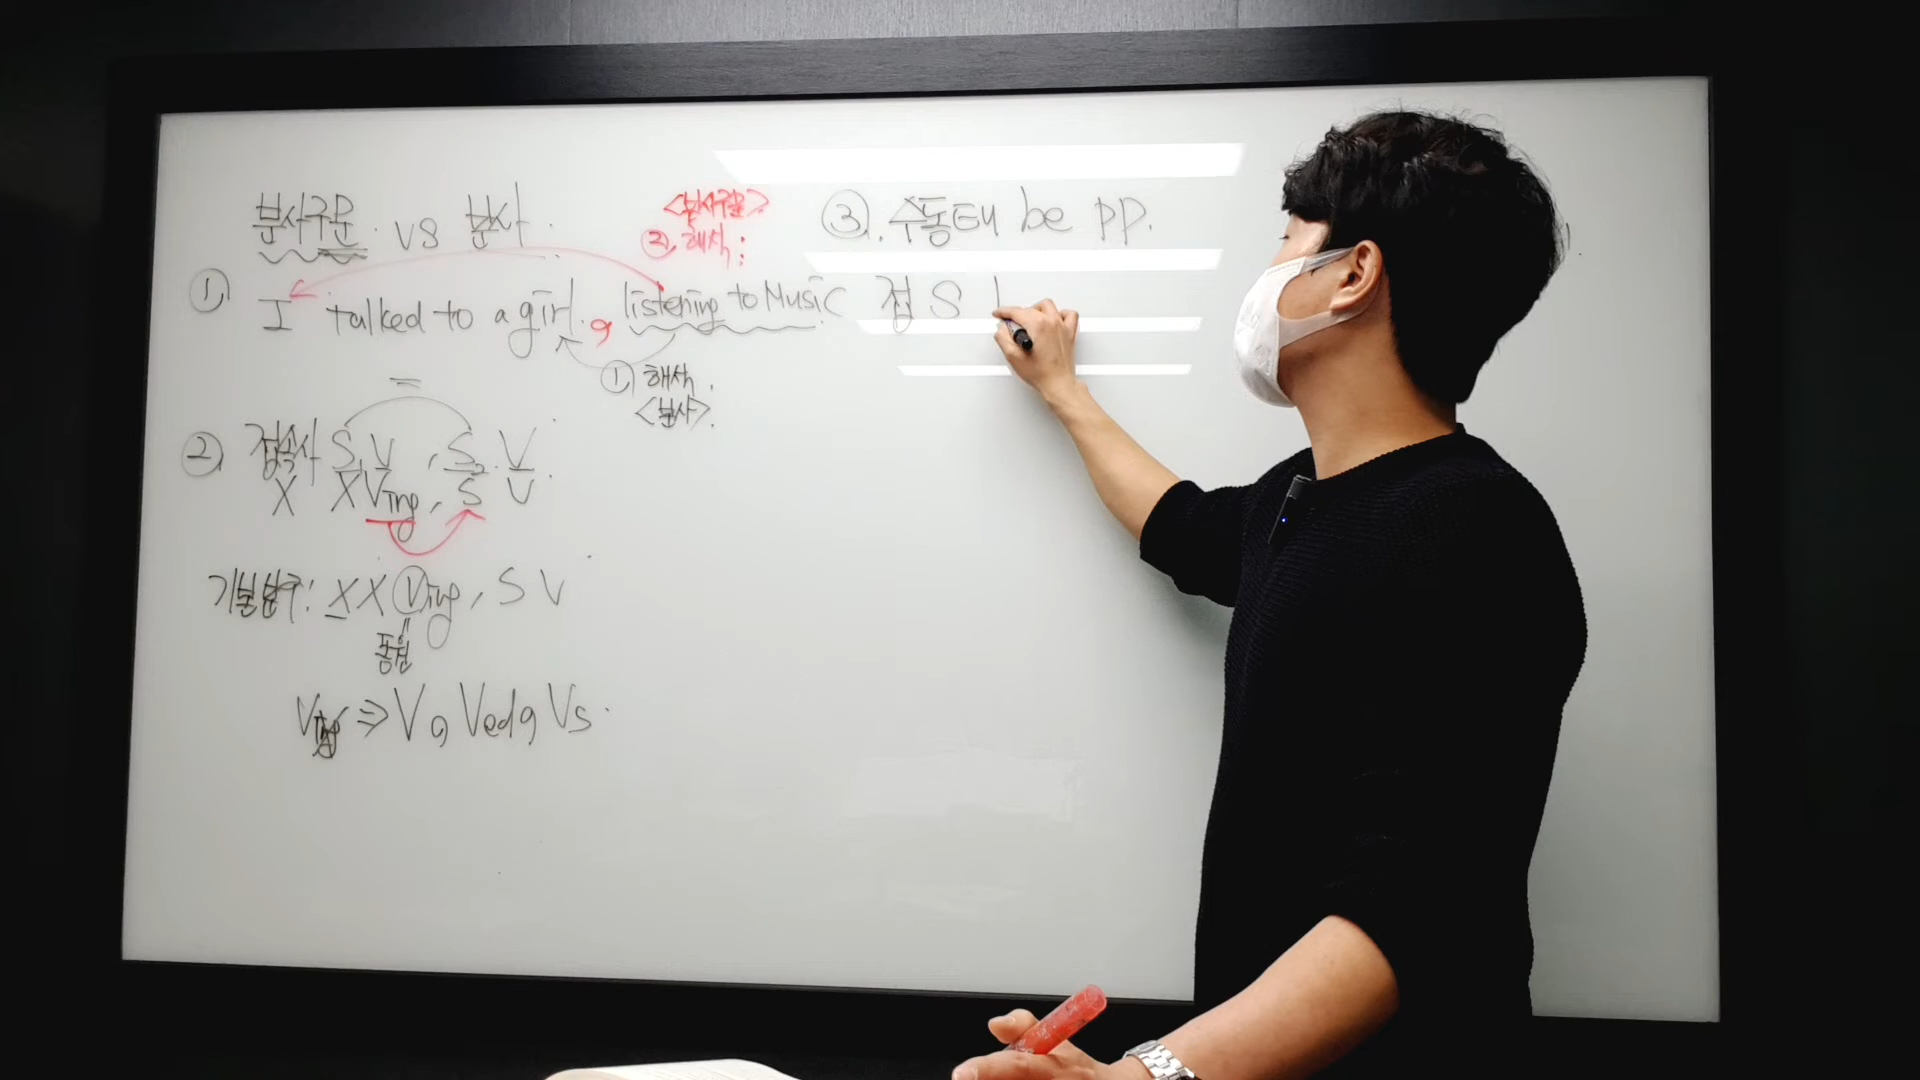 분사구문. vs 분사.
① I talked to a girl, listening to Music
① 해석.
<분사>.
<분사구문>
② 해석:
② 접속사 S V, S₂ V.
X X Ving, S V
기본분구: X X Ving, S V
동원
Ving ⇒ V, Ved, Vs.
③. 수동태 be pp.
접 S